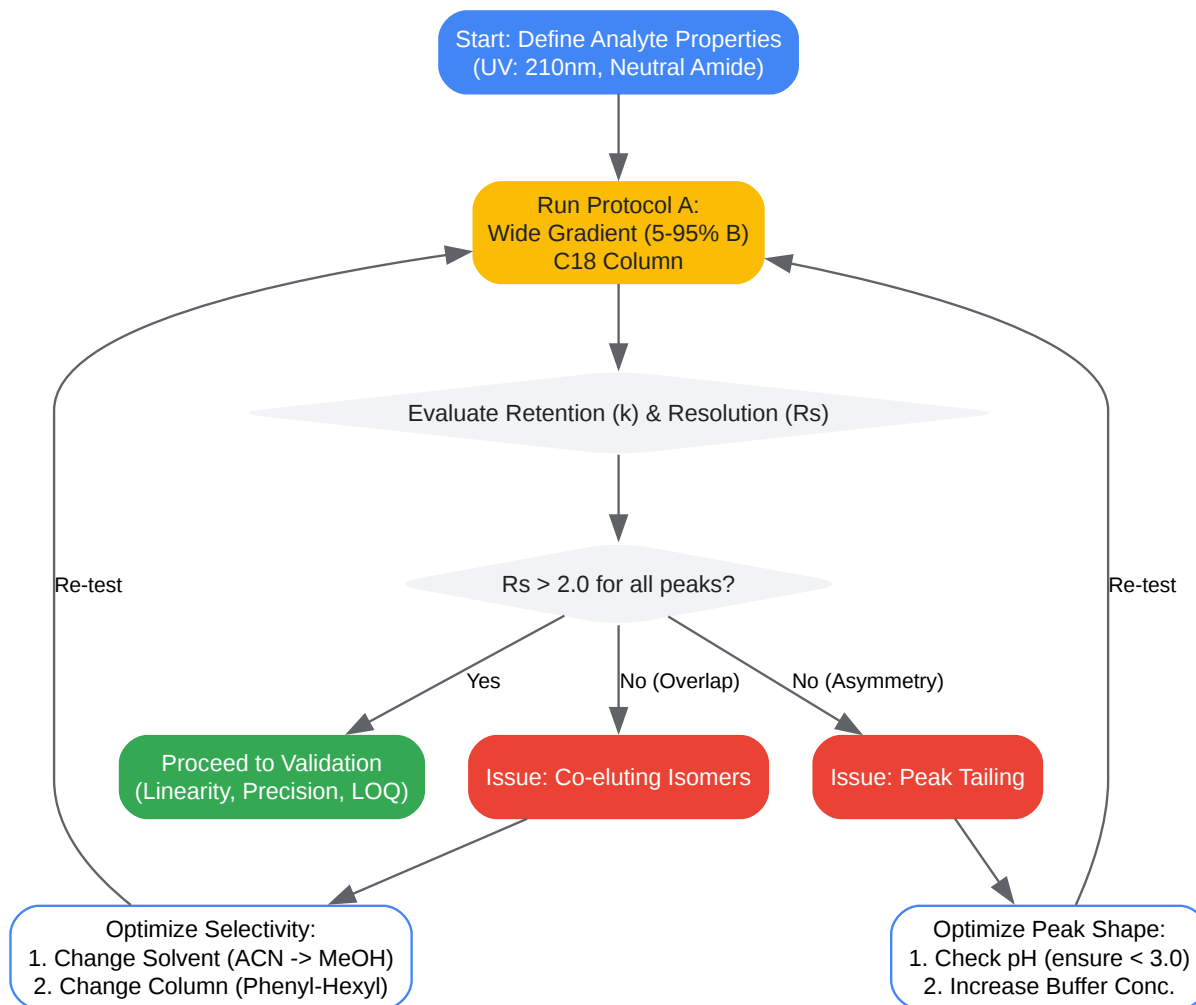 Start: Define Analyte Properties
(UV: 210nm, Neutral Amide)
Run Protocol A:
Wide Gradient (5-95% B)
C18 Column
Evaluate Retention (k) & Resolution (Rs)
Re-test
Rs > 2.0 for all peaks?
Re-test
Yes
No (Overlap)
No (Asymmetry)
Proceed to Validation
(Linearity, Precision, LOQ)
Issue: Co-eluting Isomers
Issue: Peak Tailing
Optimize Selectivity:
1. Change Solvent (ACN -> MeOH)
2. Change Column (Phenyl-Hexyl)
Optimize Peak Shape:
1. Check pH (ensure < 3.0)
2. Increase Buffer Conc.